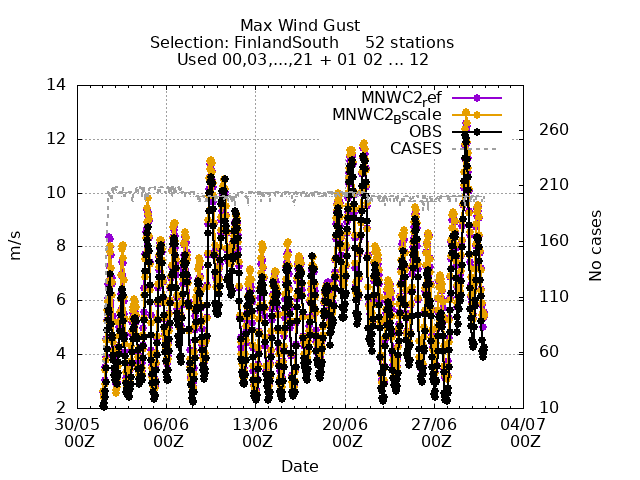 Max Wind Gust
Selection: FinlandSouth 52 stations
Used 00,03,...,21 + 01 02 ... 12
MNWC2_ref
MNWC2_Bscale
OBS
CASES
14
12
10
8
6
4
2
260
210
160
110
60
10
m/s
No cases
30/05 06/06 13/06 20/06 27/06 04/07
00Z 00Z 00Z 00Z 00Z 00Z
Date